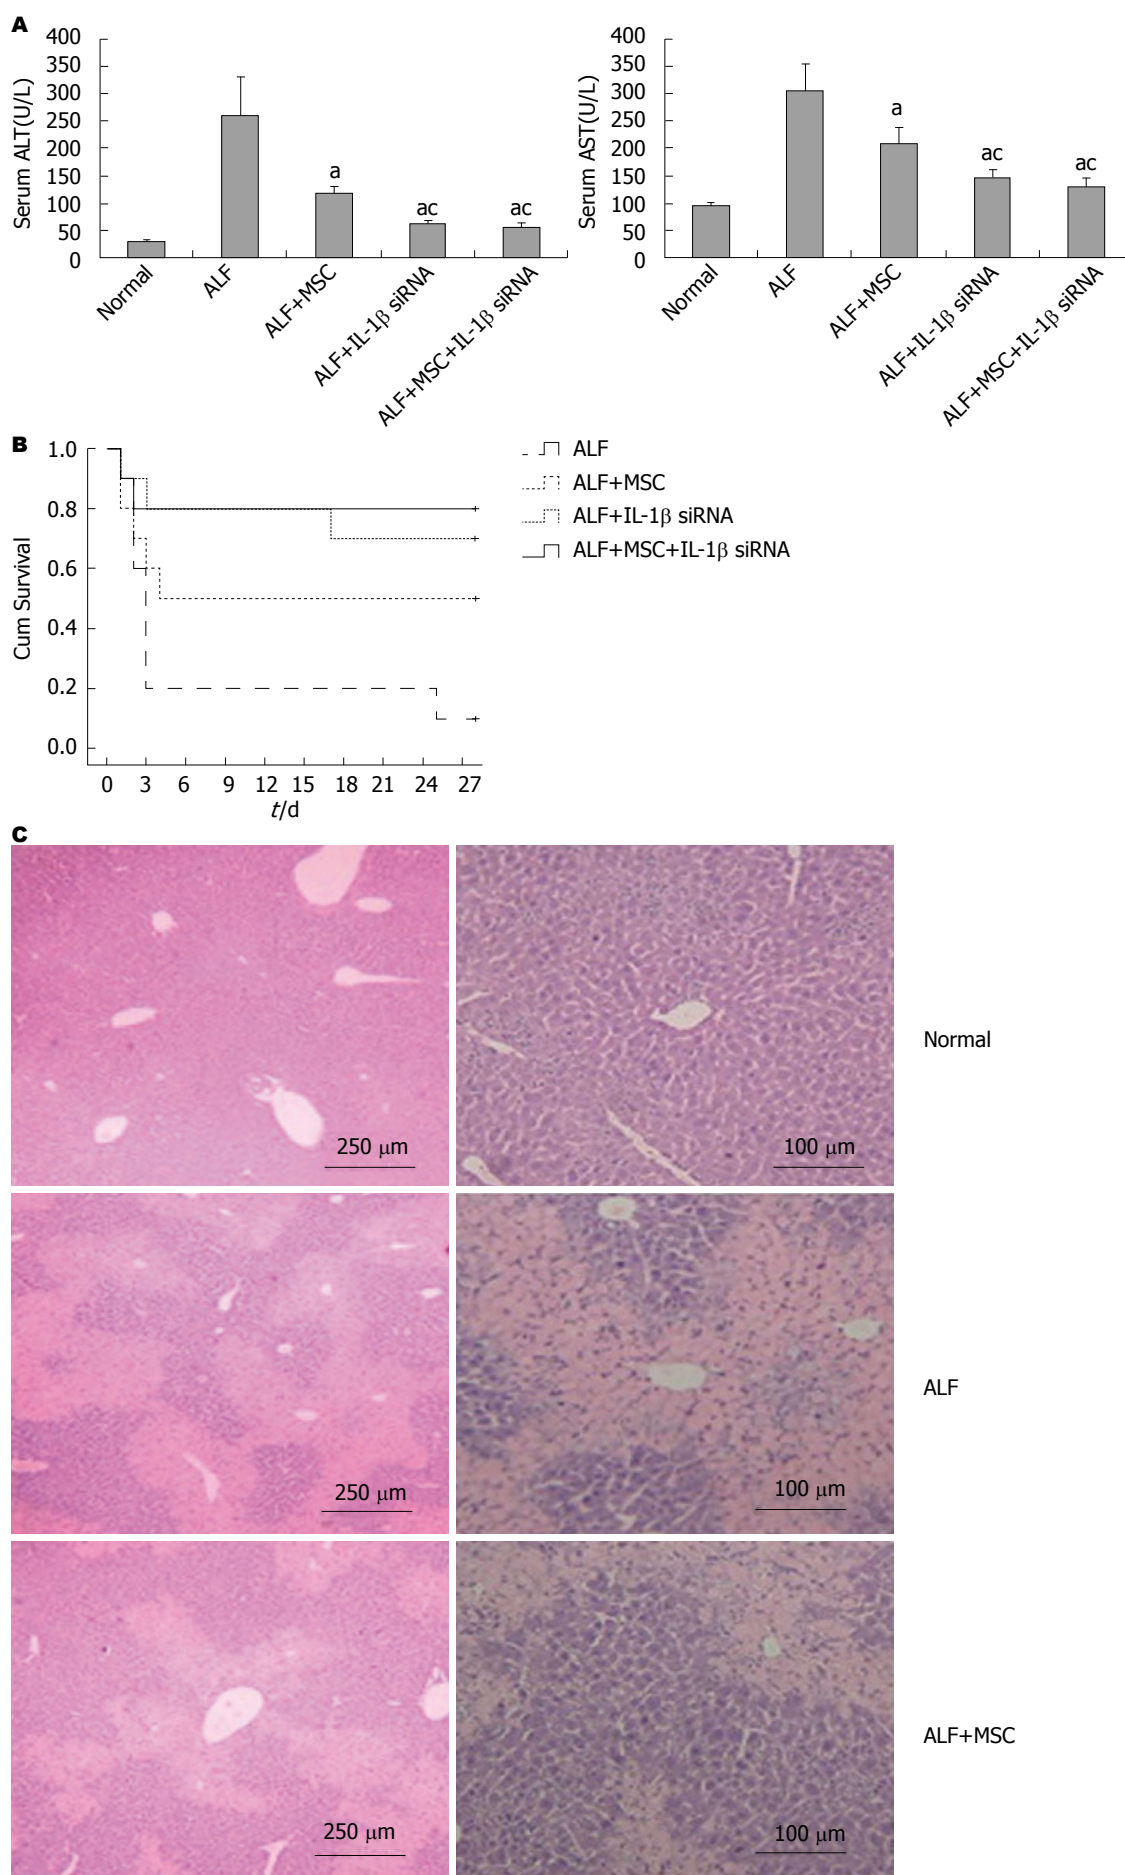 A
400
350
300
250
200
150
100
50
0
Serum ALT(U/L)
a
ac
ac
Normal
ALF
ALF+MSC
ALF+IL-1β siRNA
ALF+MSC+IL-1β siRNA
400
350
300
250
200
150
100
50
0
Serum AST(U/L)
a
ac
ac
Normal
ALF
ALF+MSC
ALF+IL-1β siRNA
ALF+MSC+IL-1β siRNA
B
1.0
0.8
0.6
0.4
0.2
0.0
Cum Survival
0 3 6 9 12 15 18 21 25 27
t/d
ALF
ALF+MSC
ALF+IL-1β siRNA
ALF+MSC+IL-1β siRNA
C
250 μm
100 μm
Normal
250 μm
100 μm
ALF
250 μm
100 μm
ALF+MSC